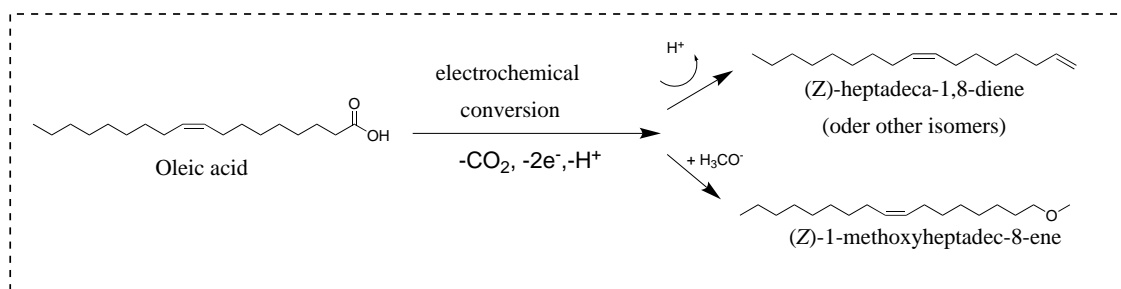 O
OH
Oleic acid
electrochemical
conversion
-CO₂, -2e⁻,-H⁺
H⁺
(Z)-heptadeca-1,8-diene
(oder other isomers)
+ H₃CO⁻
O
(Z)-1-methoxyheptadec-8-ene